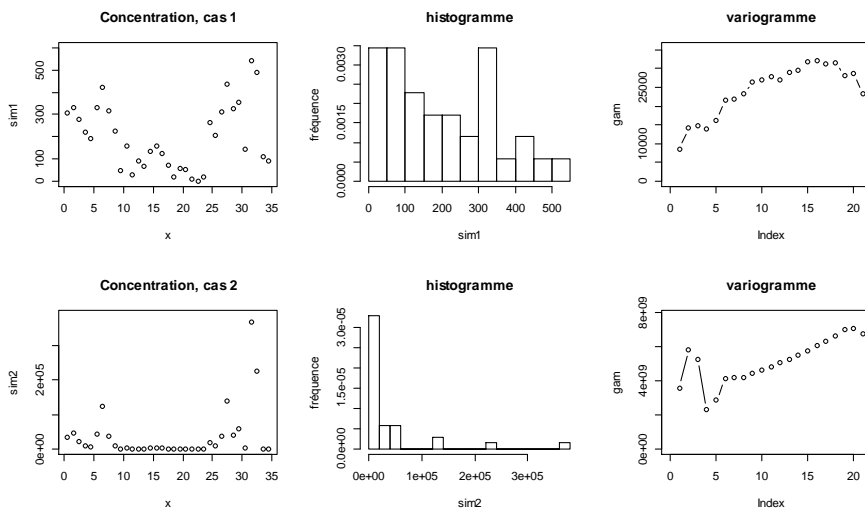 Concentration, cas 1
histogramme
variogramme
sim1
500
300
100
0
0 5 10 15 20 25 30 35
x
fréquence
0.0030
0.0015
0.0000
0 100 200 300 400 500
sim1
gam
25000
10000
0
0 5 10 15 20
Index
Concentration, cas 2
histogramme
variogramme
sim2
2e+05
0e+00
0 5 10 15 20 25 30 35
x
fréquence
3.0e-05
1.5e-05
0.0e+00
0e+00 1e+05 2e+05 3e+05
sim2
gam
8e+09
4e+09
0e+00
0 5 10 15 20
Index